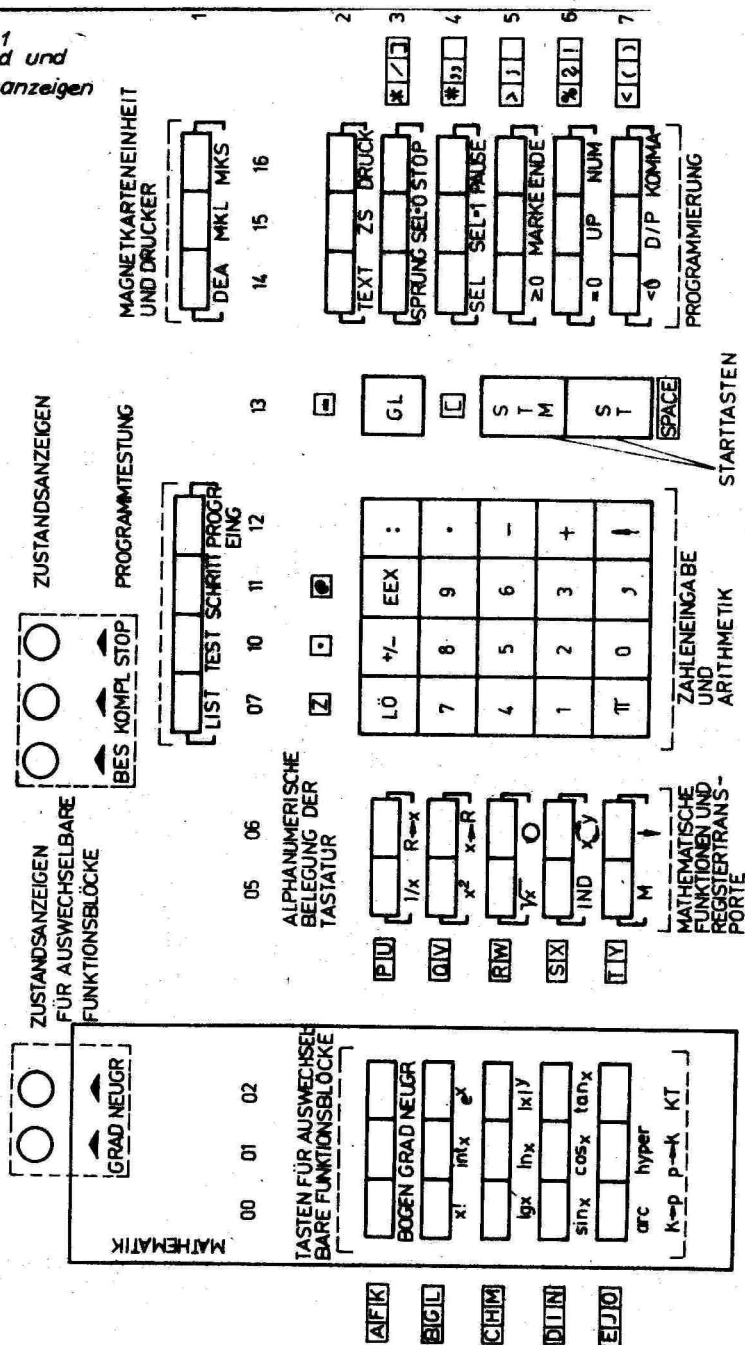 1
d und
anzeigen
ZUSTANDSANZEIGEN
FÜR AUSWECHSELBARE
FUNKTIONSBLÖCKE
ZUSTANDSANZEIGEN
GRAD NEUGR
BES KOMPL STOP
PROGRAMMTESTUNG
MAGNETKARTENEINHEIT
UND DRUCKER
MATHEMATIK
LIST TEST SCHRITT PROGR
EING
DEA MKL MKS
1
00 01 02 05 06 07 10 11 12 13 14 15 16
TASTEN FÜR AUSWECHSEL
BARE FUNKTIONSBLÖCKE
ALPHANUMERISCHE
BELEGUNG DER
TASTATUR
Z . =
TEXT ZS DRUCK
2
A F K
BOGEN GRAD NEUGR
P U
1/x R←x
LÖ +/- EEX :
GL
SPRUNG SEL=0 STOP
* / ]
3
B G L
x! intx eˣ
Q V
x² x←R
7 8 9 ·
[
SEL SEL=1 PAUSE
4
C H M
lgx lnx |x|ʸ
R W
√x
4 5 6 −
S T M
≥0 MARKE ENDE
> ;
5
D I N
sinx cosx tanx
S X
IND x y
1 2 3 +
S T
=0 UP NUM
6
E J O
arc hyper
T Y
M
π 0 ,
SPACE
<0 D/P KOMMA
< ( )
7
K→p p→K KT
MATHEMATISCHE
FUNKTIONEN UND
REGISTERTRANS-
PORTE
ZAHLENEINGABE
UND
ARITHMETIK
STARTTASTEN
PROGRAMMIERUNG